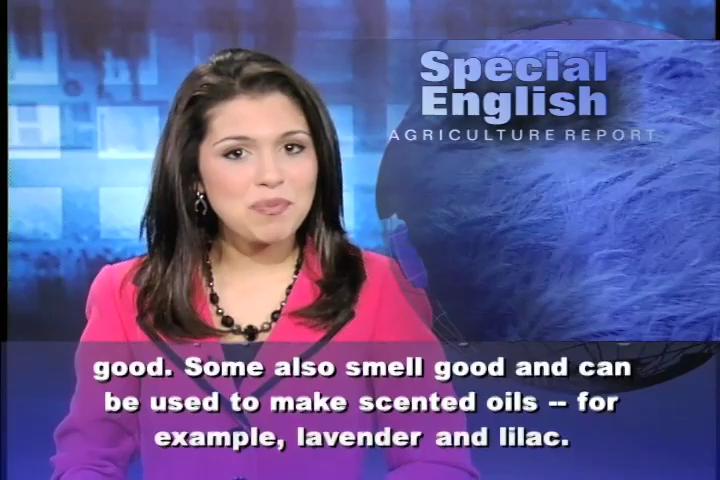 Special
English
AGRICULTURE REPORT
good. Some also smell good and can
be used to make scented oils -- for
example, lavender and lilac.